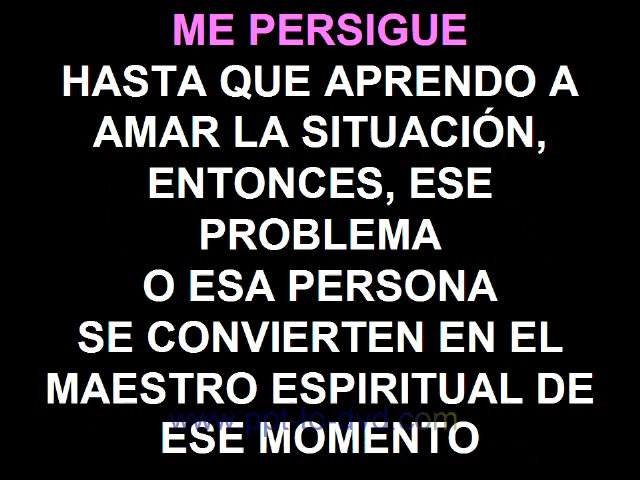 ME PERSIGUE
HASTA QUE APRENDO A
AMAR LA SITUACIÓN,
ENTONCES, ESE
PROBLEMA
O ESA PERSONA
SE CONVIERTEN EN EL
MAESTRO ESPIRITUAL DE
www.ppt-to-dvd.com
ESE MOMENTO